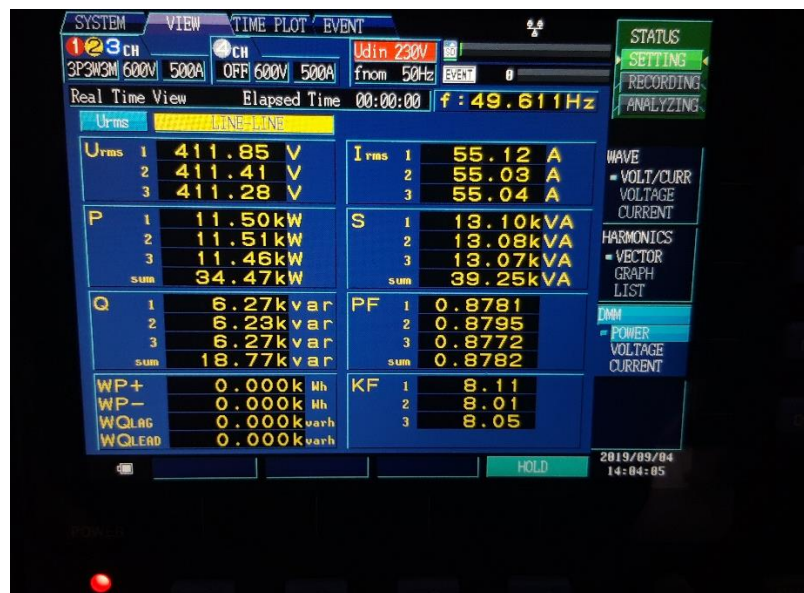 SYSTEM VIEW TIME PLOT EVENT
123CH 4CH Udin 230V
3P3W3M 600V 500A OFF 600V 500A fnom 50Hz EVENT 0
Real Time View Elapsed Time 00:00:00 f:49.611Hz
Urms LINE-LINE
Urms 1 411.85 V Irms 1 55.12 A
2 411.41 V 2 55.03 A
3 411.28 V 3 55.04 A
P 1 11.50kW S 1 13.10kVA
2 11.51kW 2 13.08kVA
3 11.46kW 3 13.07kVA
sum 34.47kW sum 39.25kVA
Q 1 6.27kvar PF 1 0.8781
2 6.23kvar 2 0.8795
3 6.27kvar 3 0.8772
sum 18.77kvar sum 0.8782
WP+ 0.000k Wh KF 1 8.11
WP- 0.000k Wh 2 8.01
WQLAG 0.000kvarh 3 8.05
WQLEAD 0.000kvarh
HOLD
STATUS
SETTING
RECORDING
ANALYZING
WAVE
VOLT/CURR
VOLTAGE
CURRENT
HARMONICS
VECTOR
GRAPH
LIST
DMM
POWER
VOLTAGE
CURRENT
2019/09/04
14:04:05
POWER